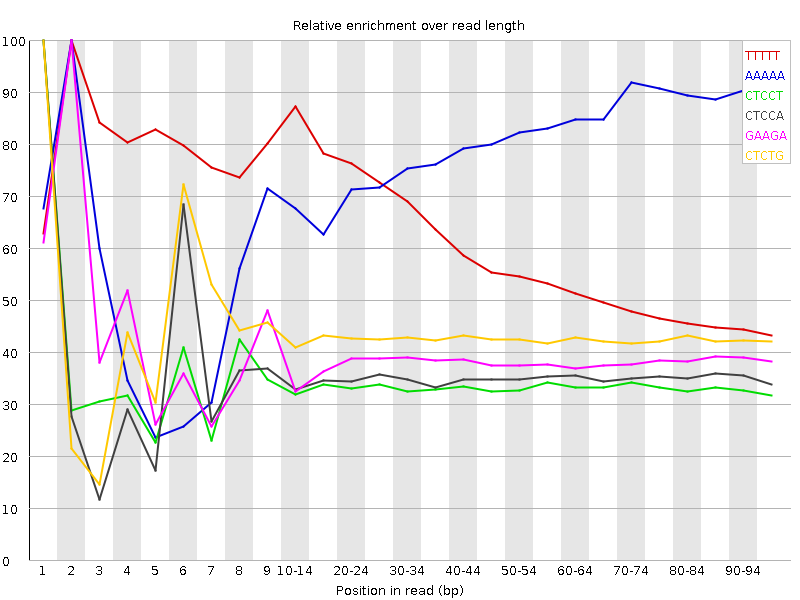 Relative enrichment over read length
100
90
80
70
60
50
40
30
20
10
0
TTTTT
AAAAA
CTCCT
CTCCA
GAAGA
CTCTG
1 2 3 4 5 6 7 8 9 10-14 20-24 30-34 40-44 50-54 60-64 70-74 80-84 90-94
Position in read (bp)